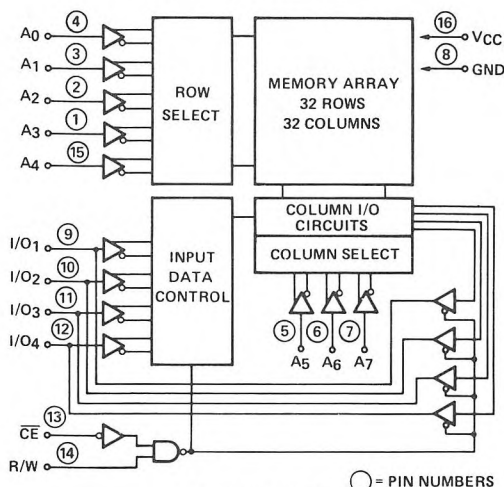 A0 4
A1 3
A2 2
A3 1
A4 15
ROW
SELECT
MEMORY ARRAY
32 ROWS
32 COLUMNS
16 VCC
8 GND
I/O1 9
I/O2 10
I/O3 11
I/O4 12
INPUT
DATA
CONTROL
COLUMN I/O
CIRCUITS
COLUMN SELECT
5 6 7
A5 A6 A7
13
CE
14
R/W
= PIN NUMBERS